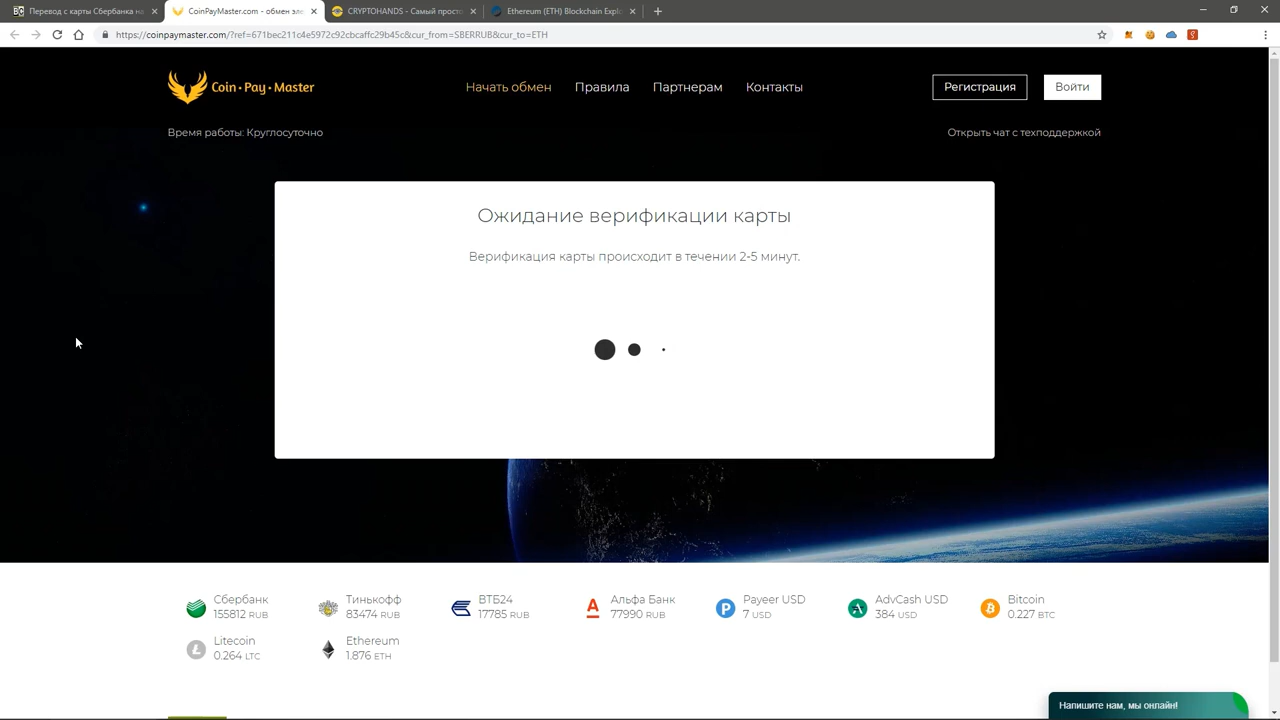 Перевод с карты Сбербанка на
CoinPayMaster.com - обмен эле
CRYPTOHANDS - Самый просто
Ethereum (ETH) Blockchain Explo
https://coinpaymaster.com/?ref=671bec211c4e5972c92cbcaffc29b45c&cur_from=SBERRUB&cur_to=ETH
Coin • Pay • Master
Начать обмен
Правила
Партнерам
Контакты
Регистрация
Войти
Время работы: Круглосуточно
Открыть чат с техподдержкой
Ожидание верификации карты
Верификация карты происходит в течении 2-5 минут.
Сбербанк
155812 RUB
Тинькофф
83474 RUB
ВТБ24
17785 RUB
Альфа Банк
77990 RUB
Payeer USD
7 USD
AdvCash USD
384 USD
Bitcoin
0.227 BTC
Litecoin
0.264 LTC
Ethereum
1.876 ETH
Напишите нам, мы онлайн!